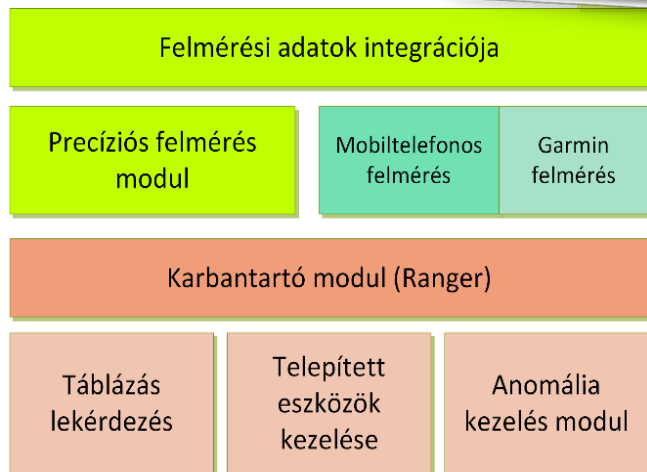 Felmérési adatok integrációja
Precíziós felmérés
modul
Mobiltelefonos
felmérés
Garmin
felmérés
Karbantartó modul (Ranger)
Táblázás
lekérdezés
Telepített
eszközök
kezelése
Anomália
kezelés modul